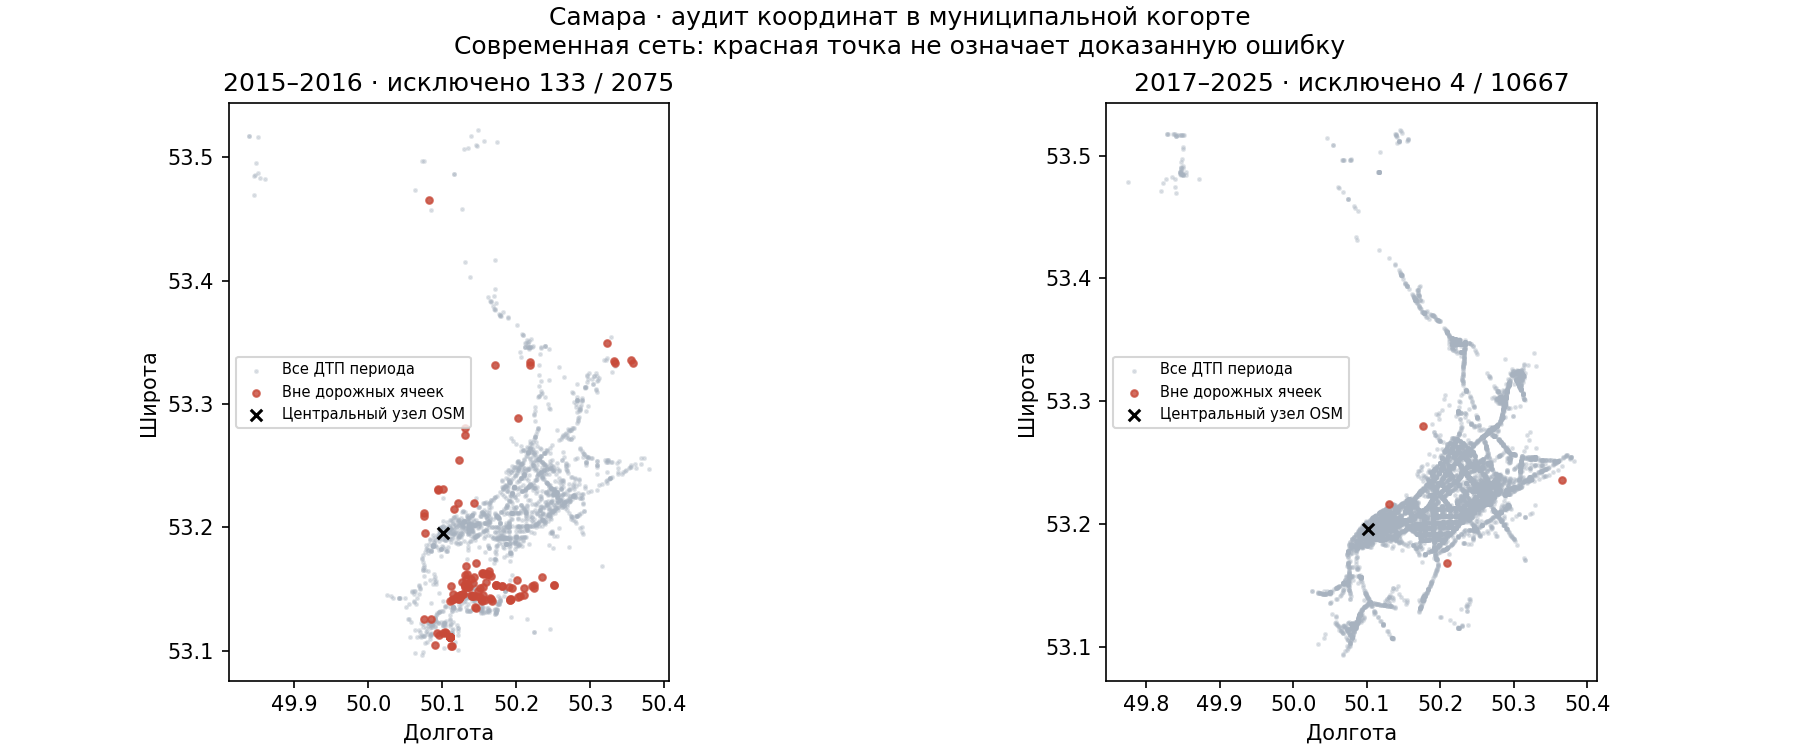 Самара · аудит координат в муниципальной когорте
Современная сеть: красная точка не означает доказанную ошибку
2015–2016 · исключено 133 / 2075
53.5
53.4
53.3
53.2
53.1
Широта
Все ДТП периода
Вне дорожных ячеек
Центральный узел OSM
49.9 50.0 50.1 50.2 50.3 50.4
Долгота
2017–2025 · исключено 4 / 10667
53.5
53.4
53.3
53.2
53.1
Широта
Все ДТП периода
Вне дорожных ячеек
Центральный узел OSM
49.8 49.9 50.0 50.1 50.2 50.3 50.4
Долгота